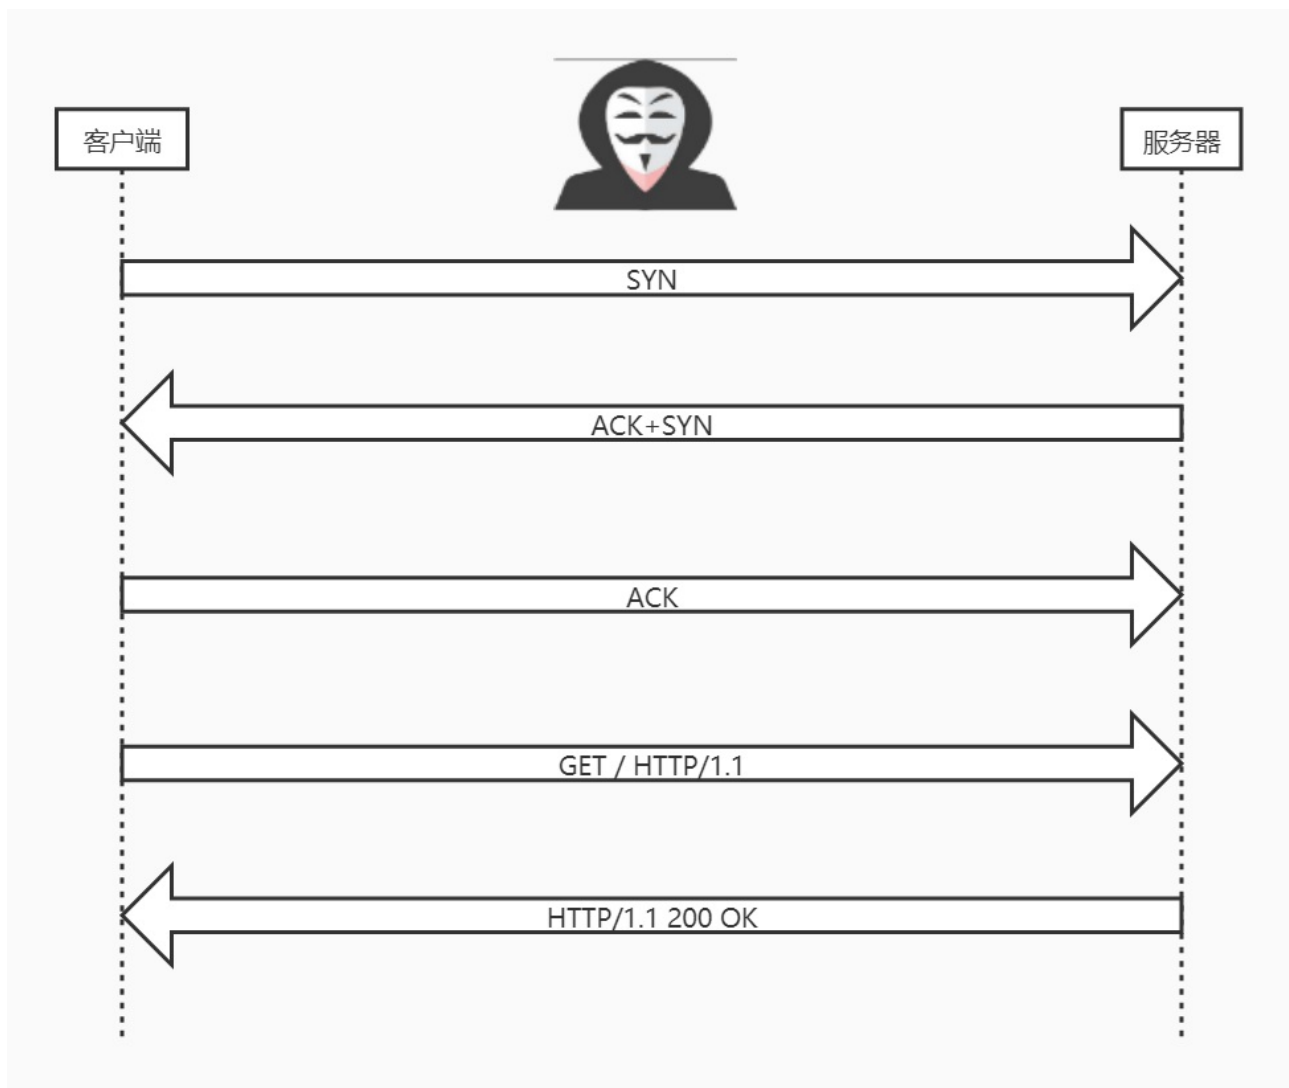 客户端
服务器
SYN
ACK+SYN
ACK
GET / HTTP/1.1
HTTP/1.1 200 OK